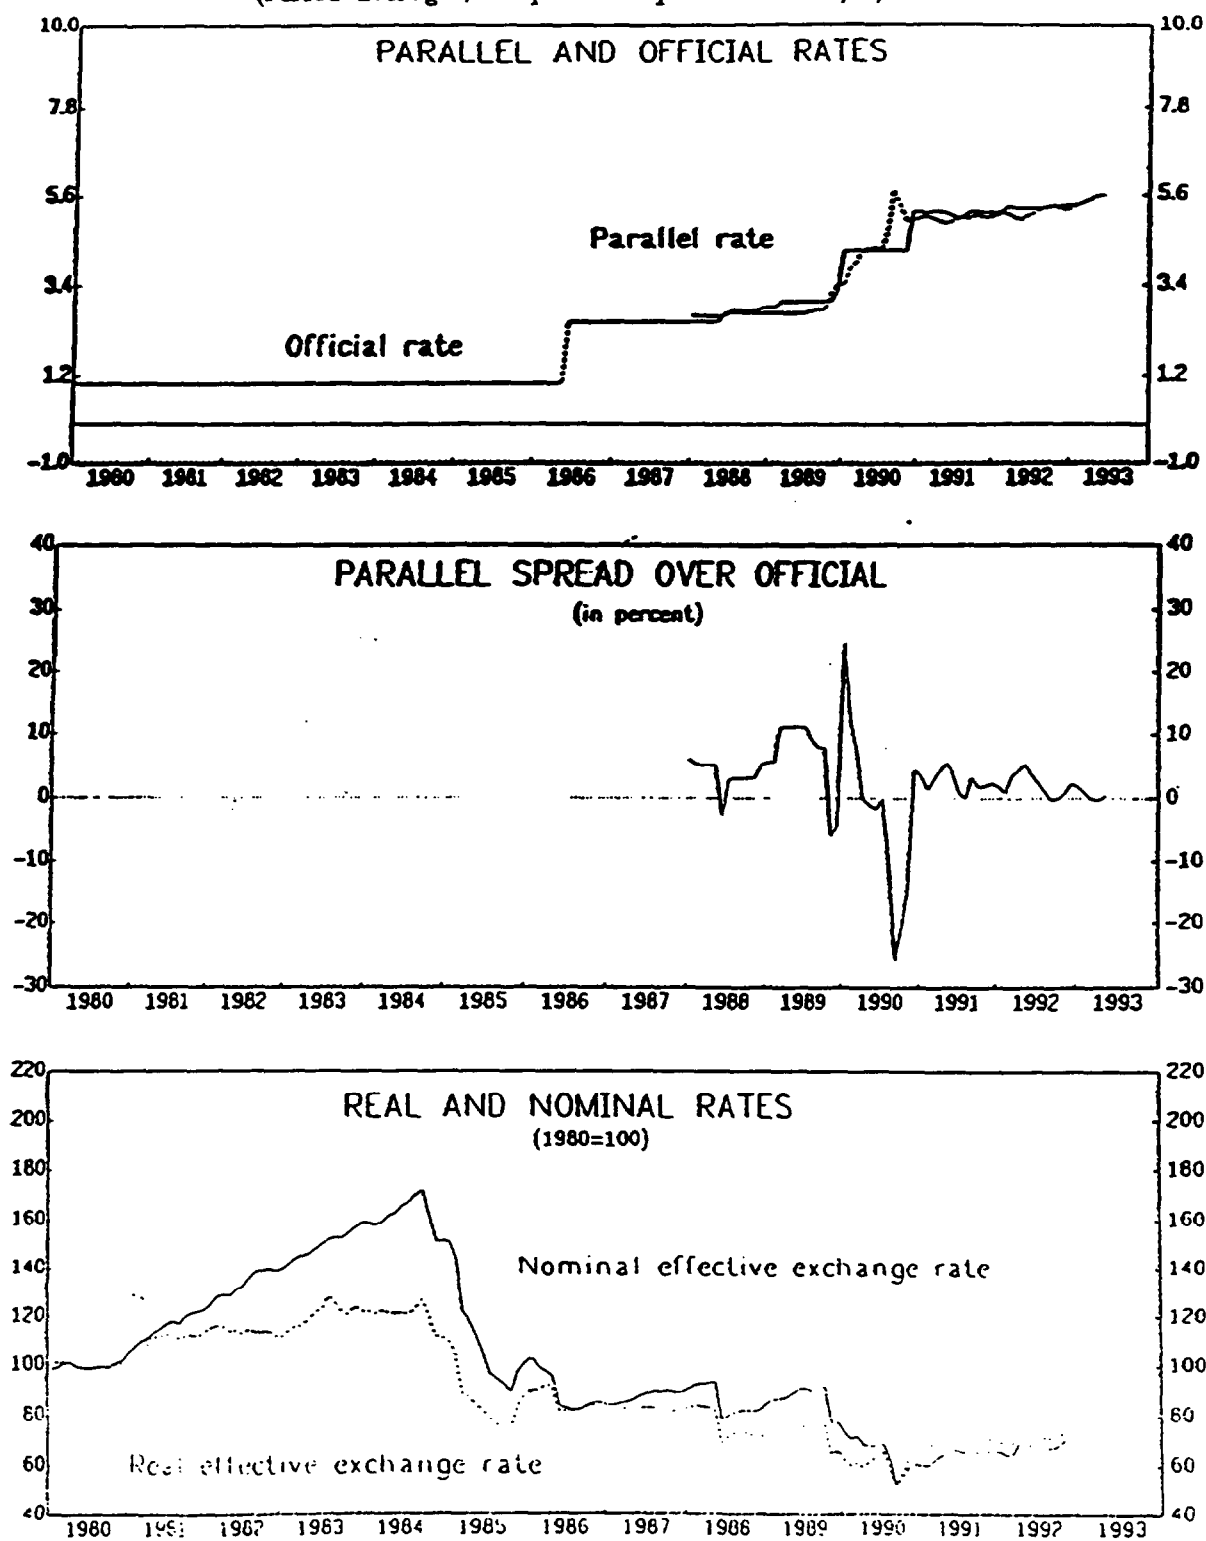 10.0 10.0
PARALLEL AND OFFICIAL RATES
7.8 7.8
5.6 5.6
Parallel rate
3.4 3.4
Official rate
1.2 1.2
-1.0 -1.0
1980 1981 1982 1983 1984 1985 1986 1987 1988 1989 1990 1991 1992 1993
40 40
PARALLEL SPREAD OVER OFFICIAL
(in percent)
30 30
20 20
10 10
0 0
-10 -10
-20 -20
-30 -30
1980 1981 1982 1983 1984 1985 1986 1987 1988 1989 1990 1991 1992 1993
220 220
REAL AND NOMINAL RATES
200 200
(1980=100)
180 180
160 160
Nominal effective exchange rate
140 140
120 120
100 100
80 80
Real effective exchange rate
60 60
40 40
1980 1981 1982 1983 1984 1985 1986 1987 1988 1989 1990 1991 1992 1993